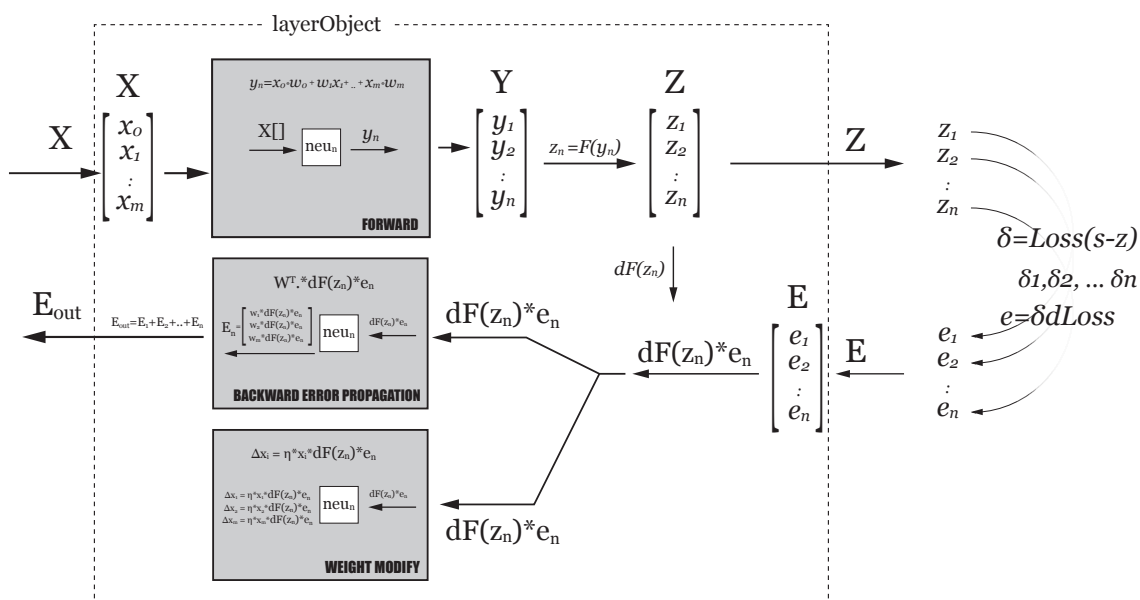 layerObject
X
X
x₀
x₁
:
xₘ
yₙ=x₀*w₀+w₁x₁+..+xₘ*wₘ
X[]
neuₙ
yₙ
FORWARD
Y
y₁
y₂
:
yₙ
zₙ=F(yₙ)
Z
z₁
z₂
:
zₙ
Z
z₁
z₂
:
zₙ
δ=Loss(s-z)
δ1,δ2, ... δn
e=δdLoss
e₁
e₂
:
eₙ
E
E
e₁
e₂
:
eₙ
dF(zₙ)
dF(zₙ)*eₙ
dF(zₙ)*eₙ
dF(zₙ)*eₙ
Wᵀ.*dF(zₙ)*eₙ
Eₙ=
w₁*dF(zₙ)*eₙ
w₂*dF(zₙ)*eₙ
wₘ*dF(zₙ)*eₙ
neuₙ
dF(zₙ)*eₙ
BACKWARD ERROR PROPAGATION
Eₒᵤₜ
Eₒᵤₜ=E₁+E₂+..+Eₙ
Δxᵢ = η*xᵢ*dF(zₙ)*eₙ
Δx₁ = η*x₁*dF(zₙ)*eₙ
Δx₂ = η*x₂*dF(zₙ)*eₙ
Δxₘ = η*xₘ*dF(zₙ)*eₙ
neuₙ
dF(zₙ)*eₙ
WEIGHT MODIFY